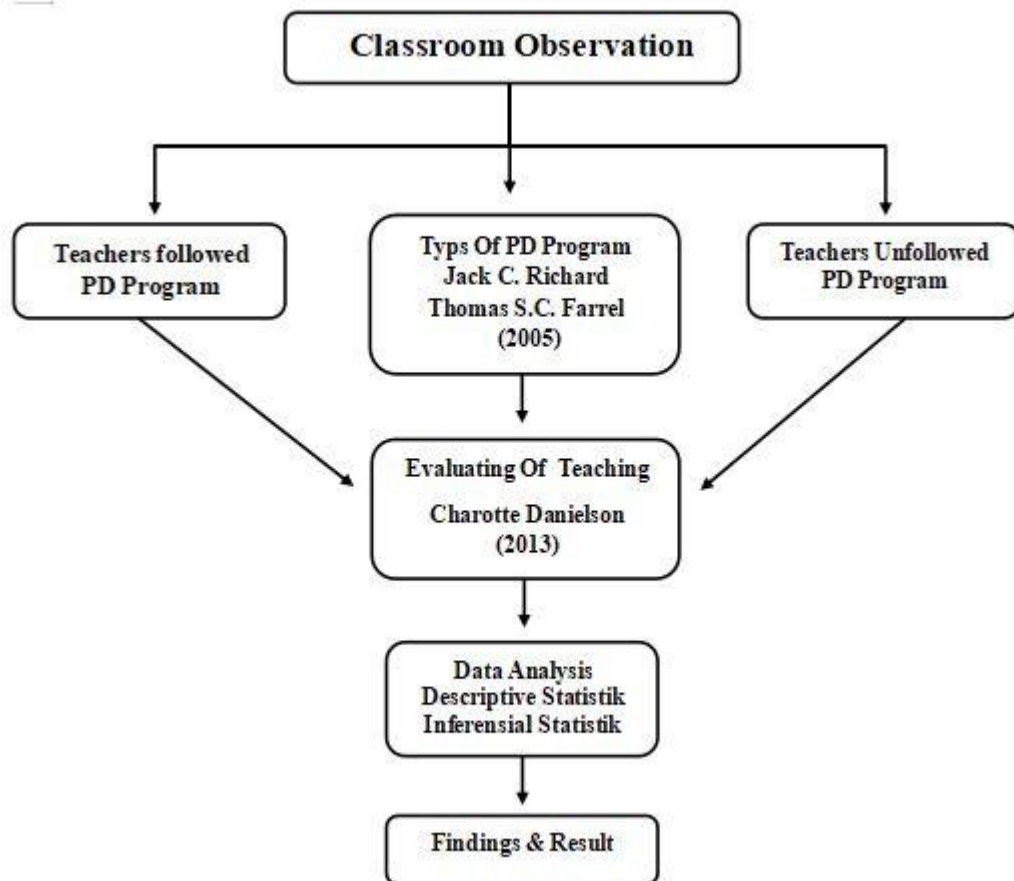 Classroom Observation
Teachers followed
PD Program
Typs Of PD Program
Jack C. Richard
Thomas S.C. Farrel
(2005)
Teachers Unfollowed
PD Program
Evaluating Of Teaching
Charotte Danielson
(2013)
Data Analysis
Descriptive Statistik
Inferensial Statistik
Findings & Result